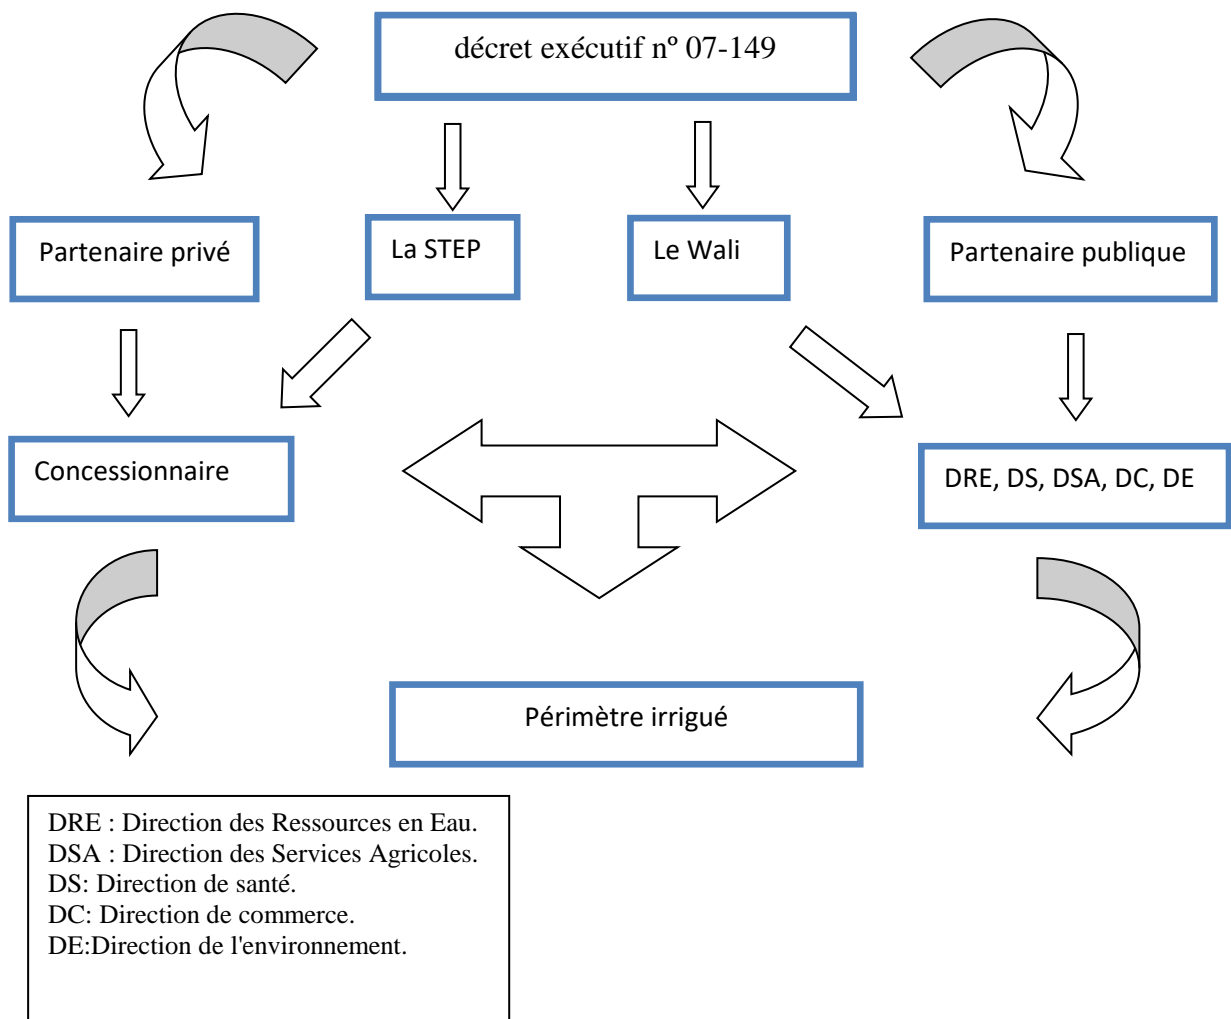 décret exécutif nº 07-149
Partenaire privé
La STEP
Le Wali
Partenaire publique
Concessionnaire
DRE, DS, DSA, DC, DE
Périmètre irrigué
DRE : Direction des Ressources en Eau.
DSA : Direction des Services Agricoles.
DS: Direction de santé.
DC: Direction de commerce.
DE:Direction de l'environnement.